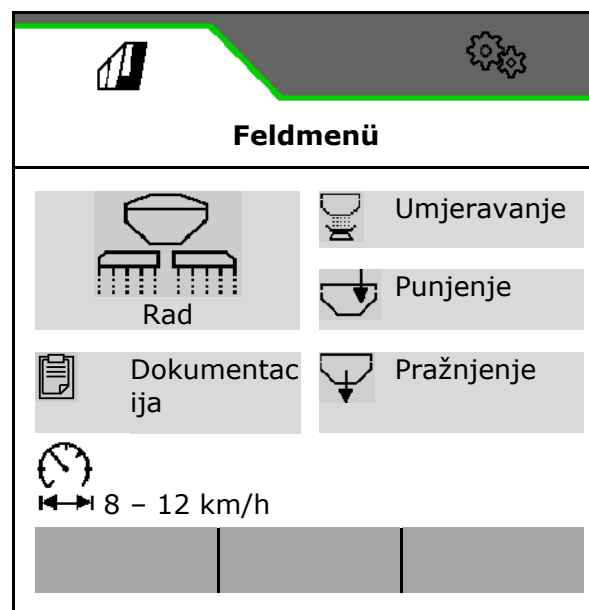 Feldmenü
Rad
Umjeravanje
Punjenje
Dokumentac
ija
Pražnjenje
8 – 12 km/h